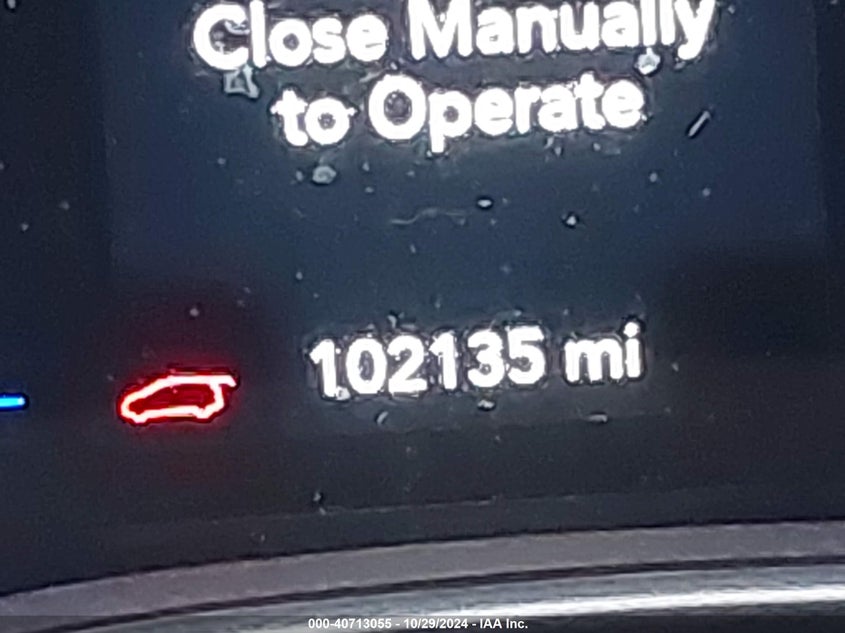 Close Manually
to Operate
102135 mi
000-40713055 - 10/29/2024 - IAA Inc.